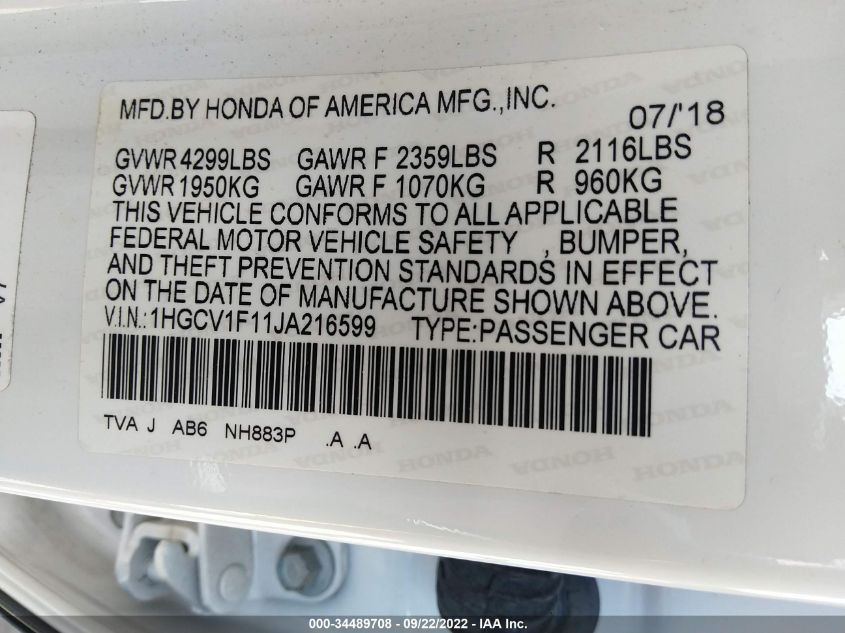 MFD.BY HONDA OF AMERICA MFG.,INC. 07/'18
GVWR 4299LBS GAWR F 2359LBS R 2116LBS
GVWR 1950KG GAWR F 1070KG R 960KG
THIS VEHICLE CONFORMS TO ALL APPLICABLE
FEDERAL MOTOR VEHICLE SAFETY , BUMPER,
AND THEFT PREVENTION STANDARDS IN EFFECT
ON THE DATE OF MANUFACTURE SHOWN ABOVE.
V.I.N.:1HGCV1F11JA216599 TYPE:PASSENGER CAR
TVA J AB6 NH883P .A .A
000-34489708 - 09/22/2022 - IAA Inc.